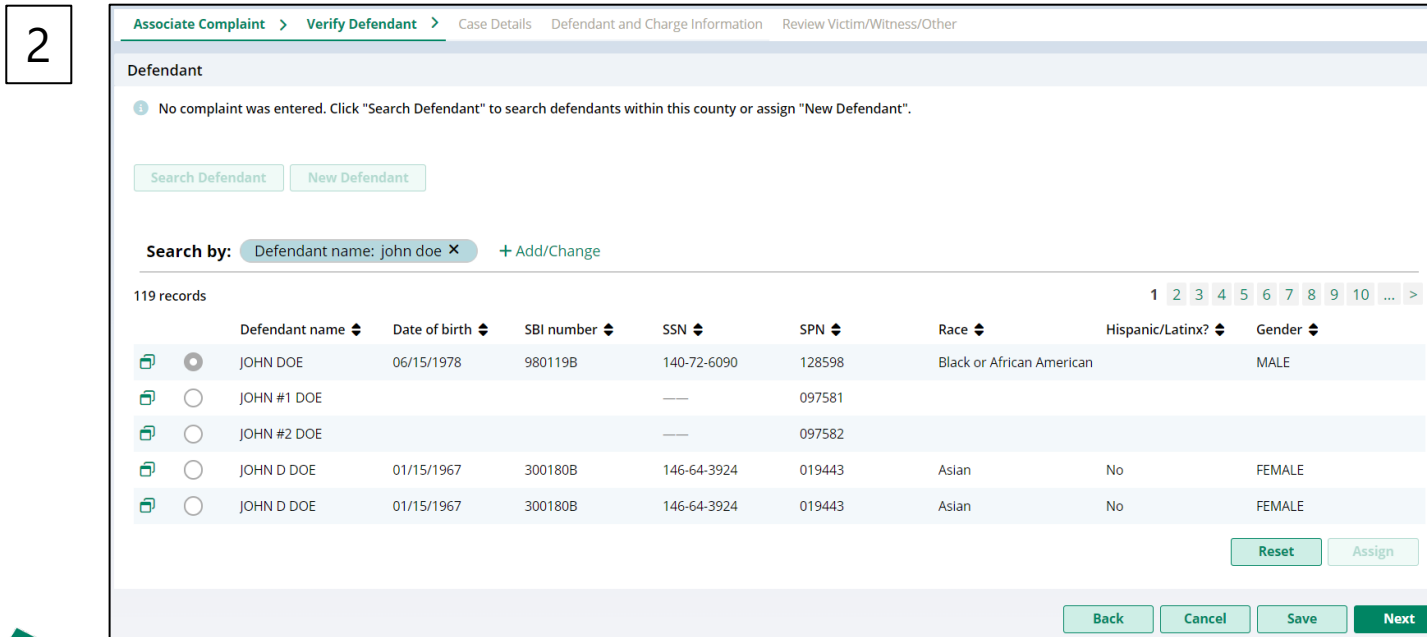 2
Associate Complaint > Verify Defendant > Case Details Defendant and Charge Information Review Victim/Witness/Other
Defendant
No complaint was entered. Click "Search Defendant" to search defendants within this county or assign "New Defendant".
Search Defendant New Defendant
Search by: Defendant name: john doe × + Add/Change
119 records 1 2 3 4 5 6 7 8 9 10 ... >
Defendant name Date of birth SBI number SSN SPN Race Hispanic/Latinx? Gender
JOHN DOE 06/15/1978 980119B 140-72-6090 128598 Black or African American MALE
JOHN #1 DOE —— 097581
JOHN #2 DOE —— 097582
JOHN D DOE 01/15/1967 300180B 146-64-3924 019443 Asian No FEMALE
JOHN D DOE 01/15/1967 300180B 146-64-3924 019443 Asian No FEMALE
Reset Assign
Back Cancel Save Next